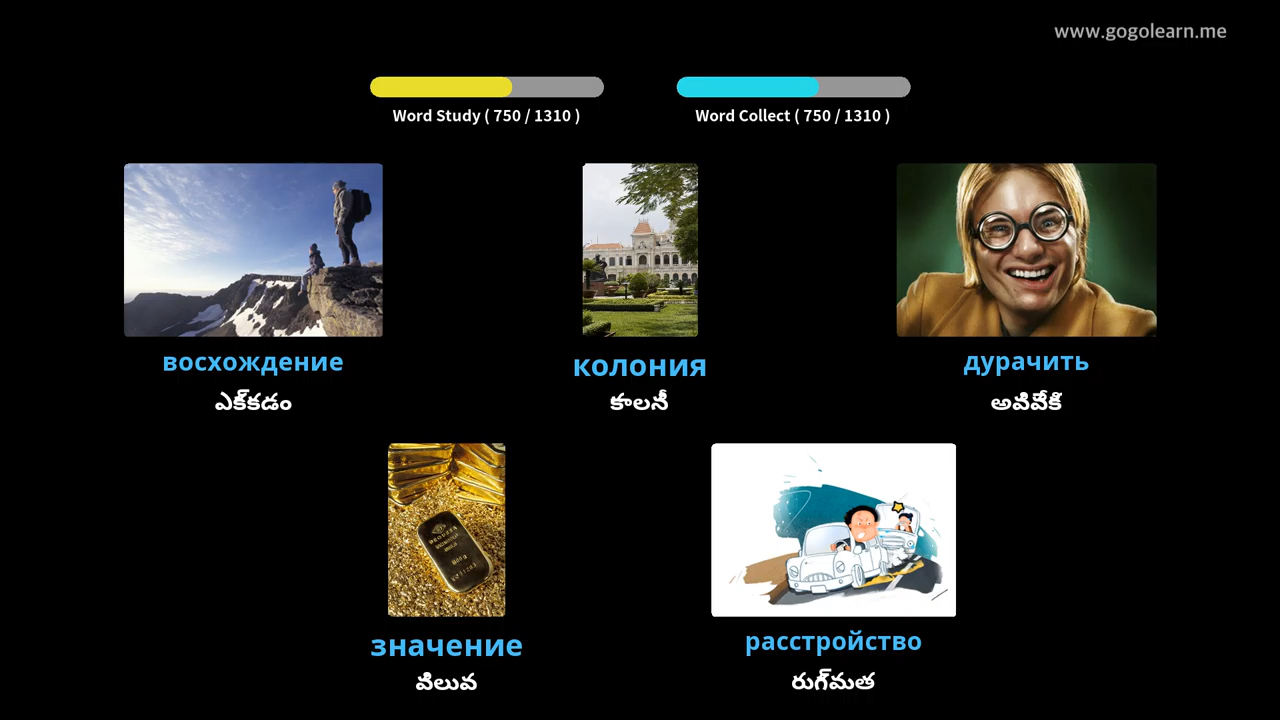 www.gogolearn.me
Word Study ( 750 / 1310 )
Word Collect ( 750 / 1310 )
восхождение
колония
дурачить
ఎక్కడం
కాలనీ
అవివేకి
значение
расстройство
విలువ
రుగ్మత